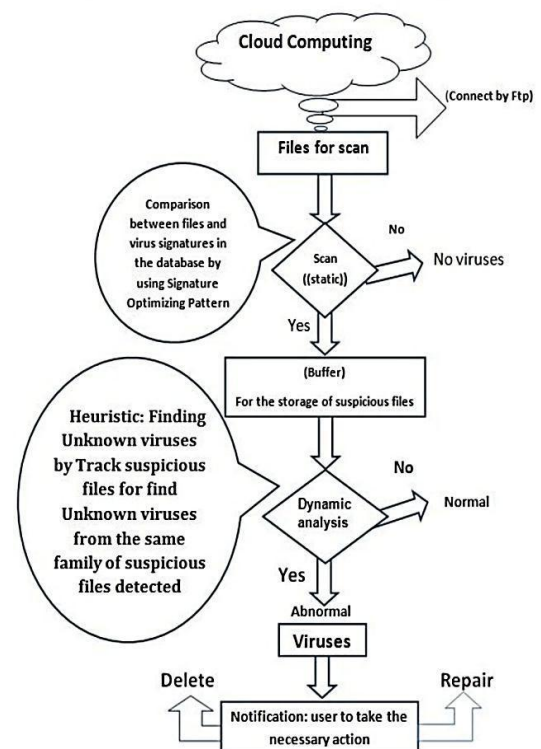 Cloud Computing
(Connect by Ftp)
Files for scan
Comparison
between files and
virus signatures in
the database by
using Signature
Optimizing Pattern
Scan
((static))
No
No viruses
Yes
(Buffer)
For the storage of suspicious files
Heuristic: Finding
Unknown viruses
by Track suspicious
files for find
Unknown viruses
from the same
family of suspicious
files detected
Dynamic
analysis
No
Normal
Yes
Abnormal
Viruses
Delete
Repair
Notification: user to take the
necessary action